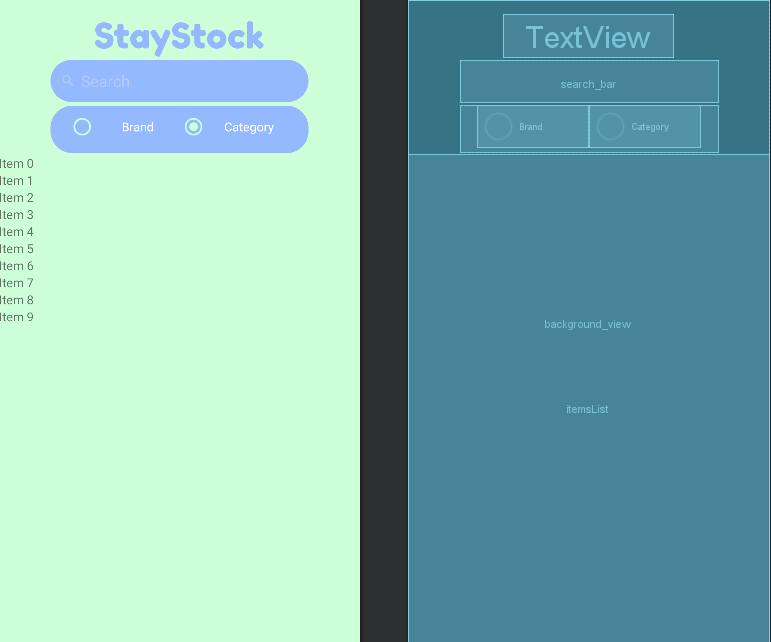 StayStock
Search
Brand Category
Item 0
Item 1
Item 2
Item 3
Item 4
Item 5
Item 6
Item 7
Item 8
Item 9
TextView
search_bar
Brand Category
background_view
itemsList